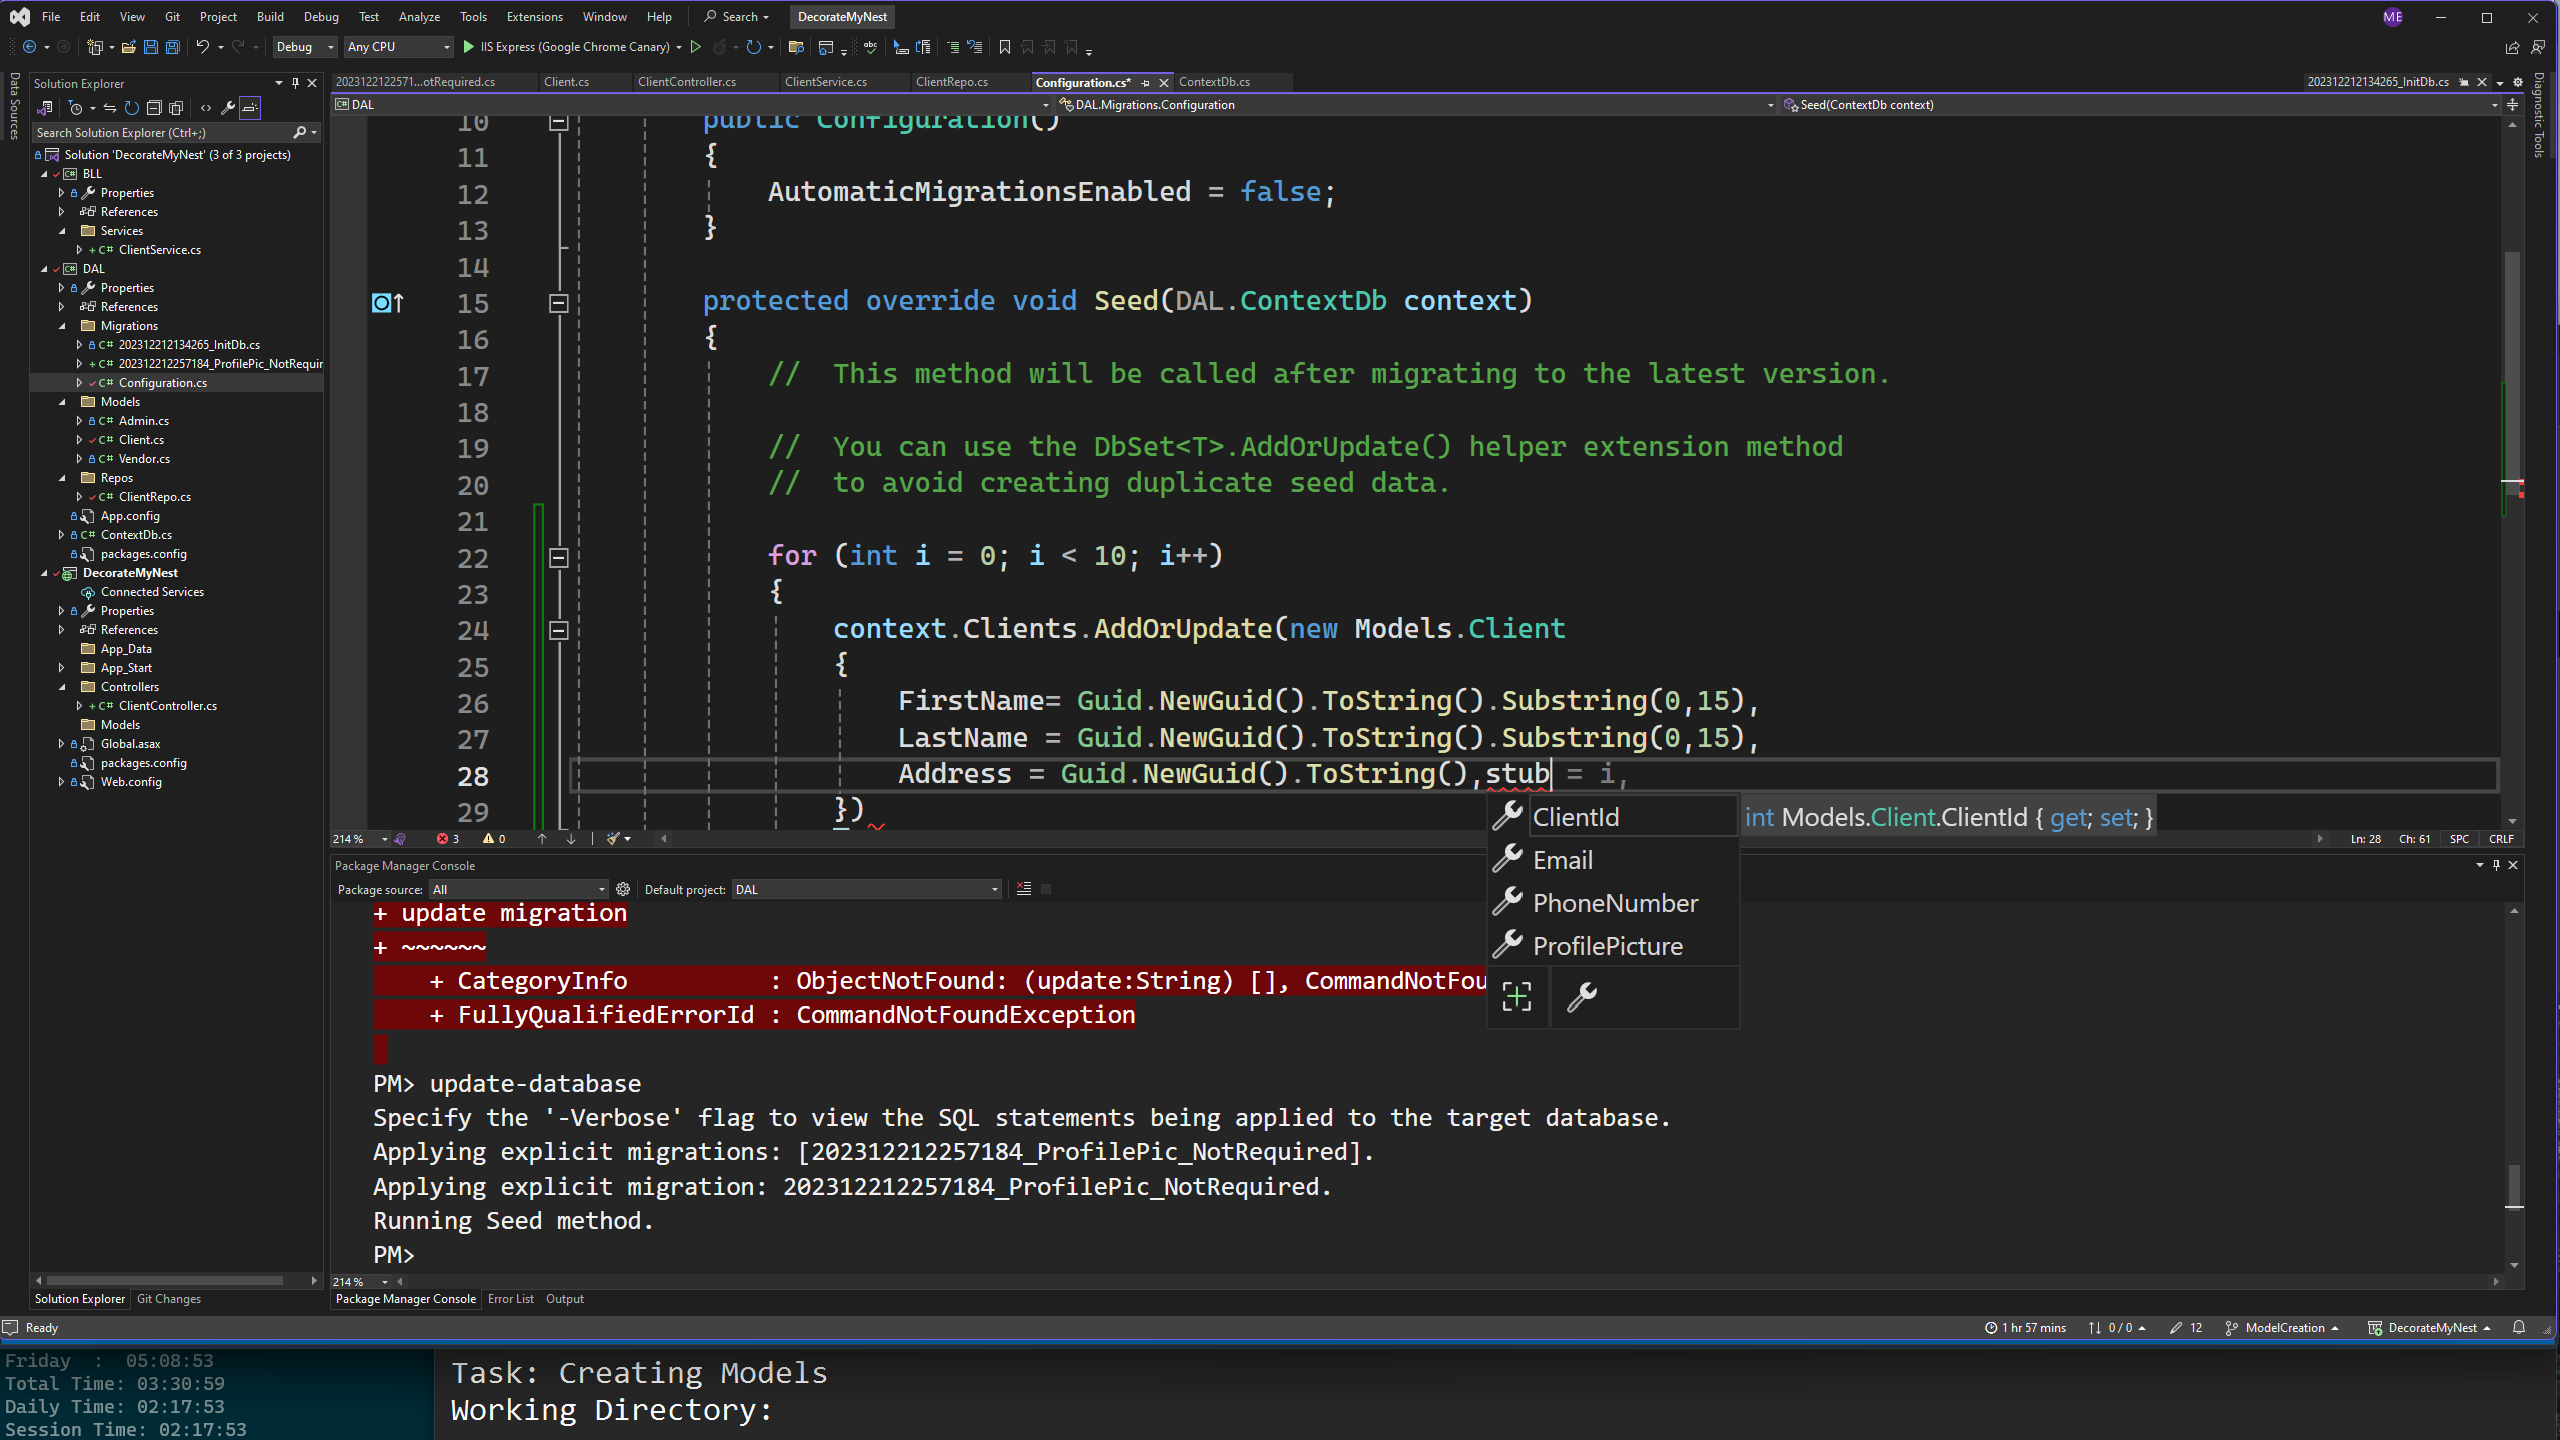 File Edit View Git Project Build Debug Test Analyze Tools Extensions Window Help Search DecorateMyNest ME
Debug Any CPU IIS Express (Google Chrome Canary)
Data Sources
Solution Explorer
Search Solution Explorer (Ctrl+;)
Solution 'DecorateMyNest' (3 of 3 projects)
BLL
Properties
References
Services
C# ClientService.cs
DAL
Properties
References
Migrations
C# 202312212134265_InitDb.cs
C# 202312212257184_ProfilePic_NotRequir
C# Configuration.cs
Models
C# Admin.cs
C# Client.cs
C# Vendor.cs
Repos
C# ClientRepo.cs
App.config
C# ContextDb.cs
packages.config
DecorateMyNest
Connected Services
Properties
References
App_Data
App_Start
Controllers
C# ClientController.cs
Models
Global.asax
packages.config
Web.config
Solution Explorer Git Changes
2023122122571...otRequired.cs Client.cs ClientController.cs ClientService.cs ClientRepo.cs Configuration.cs* ContextDb.cs 202312212134265_InitDb.cs
DAL DAL.Migrations.Configuration Seed(ContextDb context)
Diagnostic Tools
10 public Configuration()
11 {
12 AutomaticMigrationsEnabled = false;
13 }
14
15 protected override void Seed(DAL.ContextDb context)
16 {
17 // This method will be called after migrating to the latest version.
18
19 // You can use the DbSet<T>.AddOrUpdate() helper extension method
20 // to avoid creating duplicate seed data.
21
22 for (int i = 0; i < 10; i++)
23 {
24 context.Clients.AddOrUpdate(new Models.Client
25 {
26 FirstName= Guid.NewGuid().ToString().Substring(0,15),
27 LastName = Guid.NewGuid().ToString().Substring(0,15),
28 Address = Guid.NewGuid().ToString(),stub = i,
29 })
ClientId int Models.Client.ClientId { get; set; }
Email
PhoneNumber
ProfilePicture
214 % 3 0 Ln: 28 Ch: 61 SPC CRLF
Package Manager Console
Package source: All Default project: DAL
+ update migration
+ ~~~~~~
+ CategoryInfo : ObjectNotFound: (update:String) [], CommandNotFou
+ FullyQualifiedErrorId : CommandNotFoundException
PM> update-database
Specify the '-Verbose' flag to view the SQL statements being applied to the target database.
Applying explicit migrations: [202312212257184_ProfilePic_NotRequired].
Applying explicit migration: 202312212257184_ProfilePic_NotRequired.
Running Seed method.
PM>
214 %
Package Manager Console Error List Output
Ready 1 hr 57 mins 0 / 0 12 ModelCreation DecorateMyNest
Friday : 05:08:53
Total Time: 03:30:59
Daily Time: 02:17:53
Session Time: 02:17:53
Task: Creating Models
Working Directory: